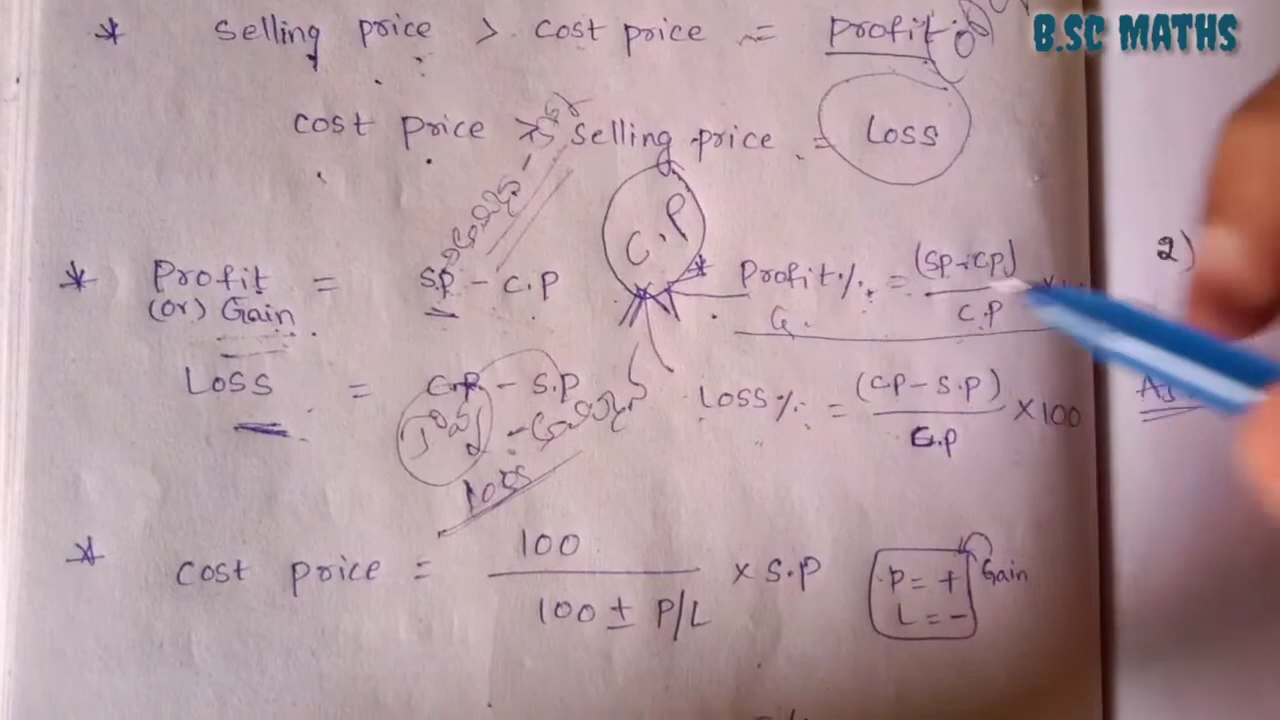 B.SC MATHS
* Selling price > cost price = profit
cost price > selling price = Loss
C.P
* Profit (or) Gain = S.P - C.P
* Profit% = (SP-CP) / C.P
G.
2)
Loss = C.P - S.P
Loss% = (C.P - S.P) / C.P × 100
Loss
* cost price = 100 / 100 ± P/L × S.P
P = + Gain
L = -